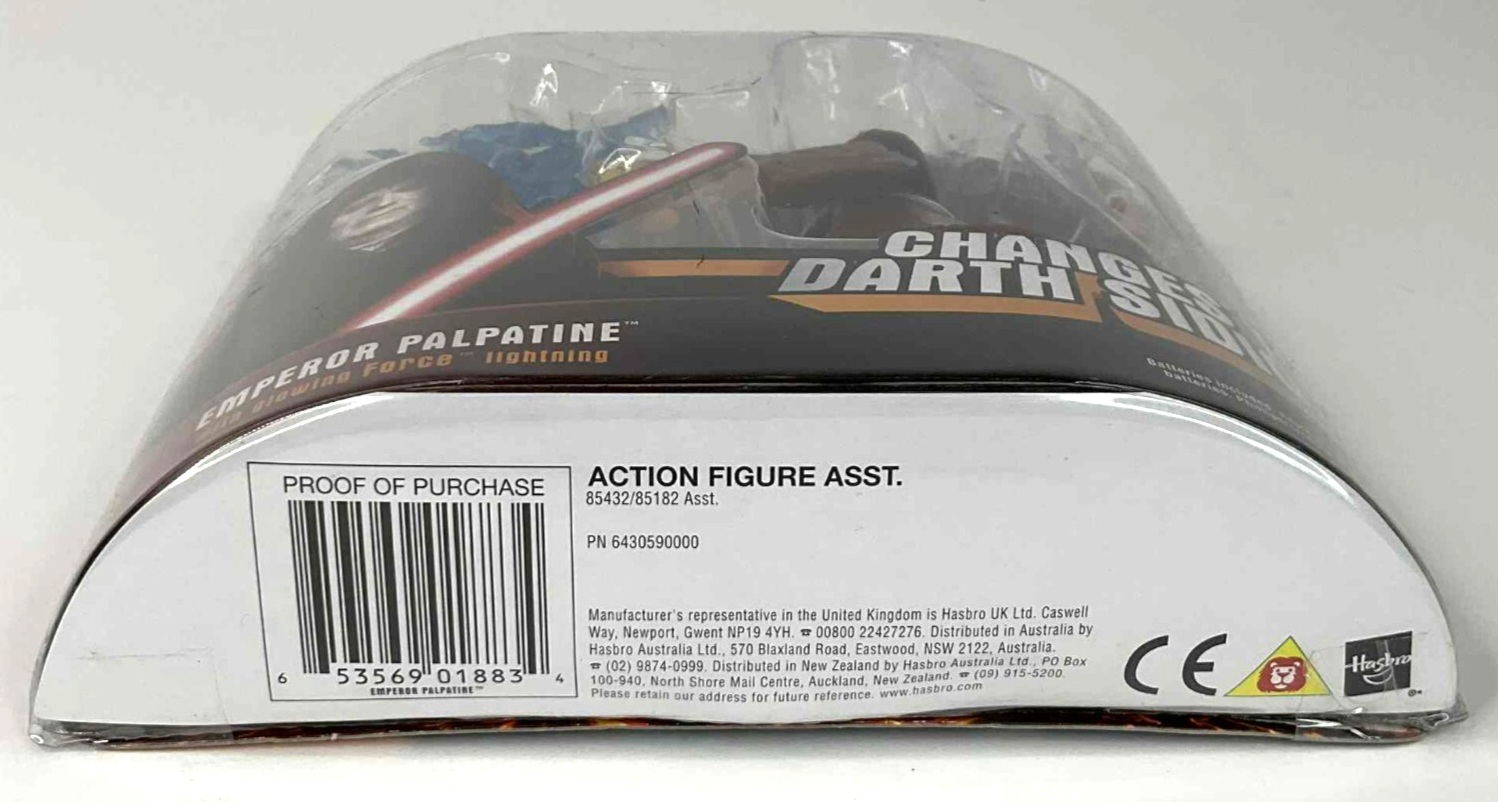 CHANGES
DARTH SID
EMPEROR PALPATINE™
with glowing Force™ lightning
Batteries included.
batteries.
PROOF OF PURCHASE
6 53569 01883 4
EMPEROR PALPATINE™
ACTION FIGURE ASST.
85432/85182 Asst.
PN 6430590000
Manufacturer's representative in the United Kingdom is Hasbro UK Ltd. Caswell
Way, Newport, Gwent NP19 4YH. ☎ 00800 22427276. Distributed in Australia by
Hasbro Australia Ltd., 570 Blaxland Road, Eastwood, NSW 2122, Australia.
☎ (02) 9874-0999. Distributed in New Zealand by Hasbro Australia Ltd., PO Box
100-940, North Shore Mail Centre, Auckland, New Zealand. ☎ (09) 915-5200.
Please retain our address for future reference. www.hasbro.com
CE
Hasbro